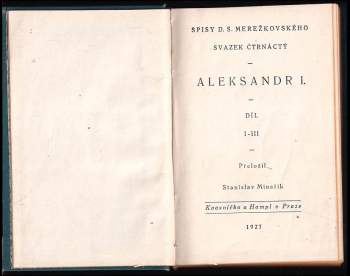 SPISY D. S. MEREŽKOVSKÉHO
SVAZEK ČTRNÁCTÝ
ALEKSANDR I.
DÍL
I-III
Přeložil
Stanislav Minařík
Kvasnička a Hampl v Praze
1927